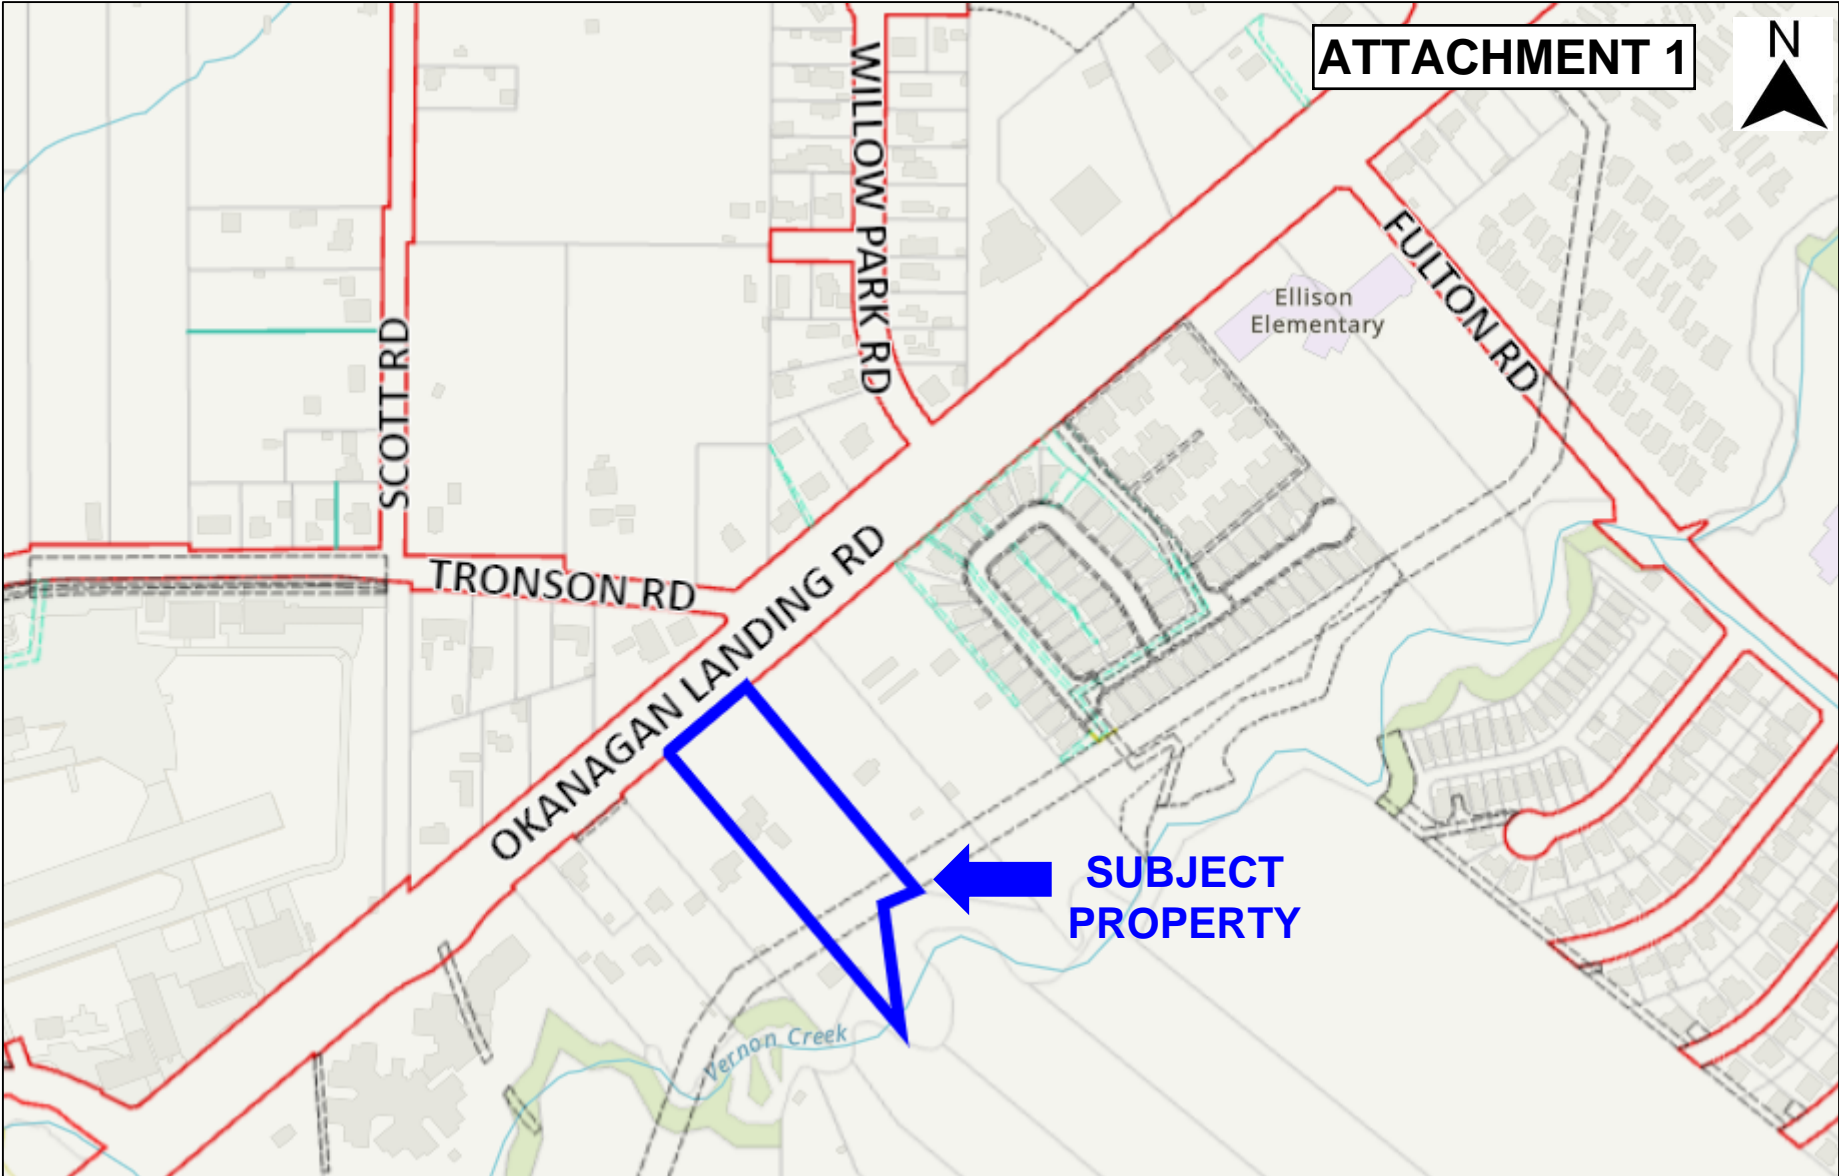 ATTACHMENT 1
N
WILLOW PARK RD
FULTON RD
Ellison
Elementary
SCOTT RD
TRONSON RD
OKANAGAN LANDING RD
SUBJECT
PROPERTY
Vernon Creek